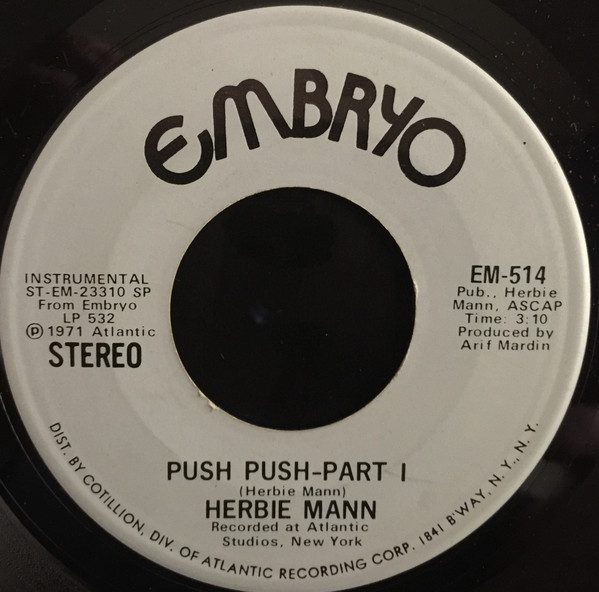 EMBRYO
INSTRUMENTAL
ST-EM-23310 SP
From Embryo
LP 532
Ⓟ1971 Atlantic
STEREO
EM-514
Pub., Herbie
Mann, ASCAP
Time: 3:10
Produced by
Arif Mardin
PUSH PUSH-PART I
(Herbie Mann)
HERBIE MANN
Recorded at Atlantic
Studios, New York
DIST. BY COTILLION, DIV. OF ATLANTIC RECORDING CORP. 1841 B'WAY, N.Y., N.Y.